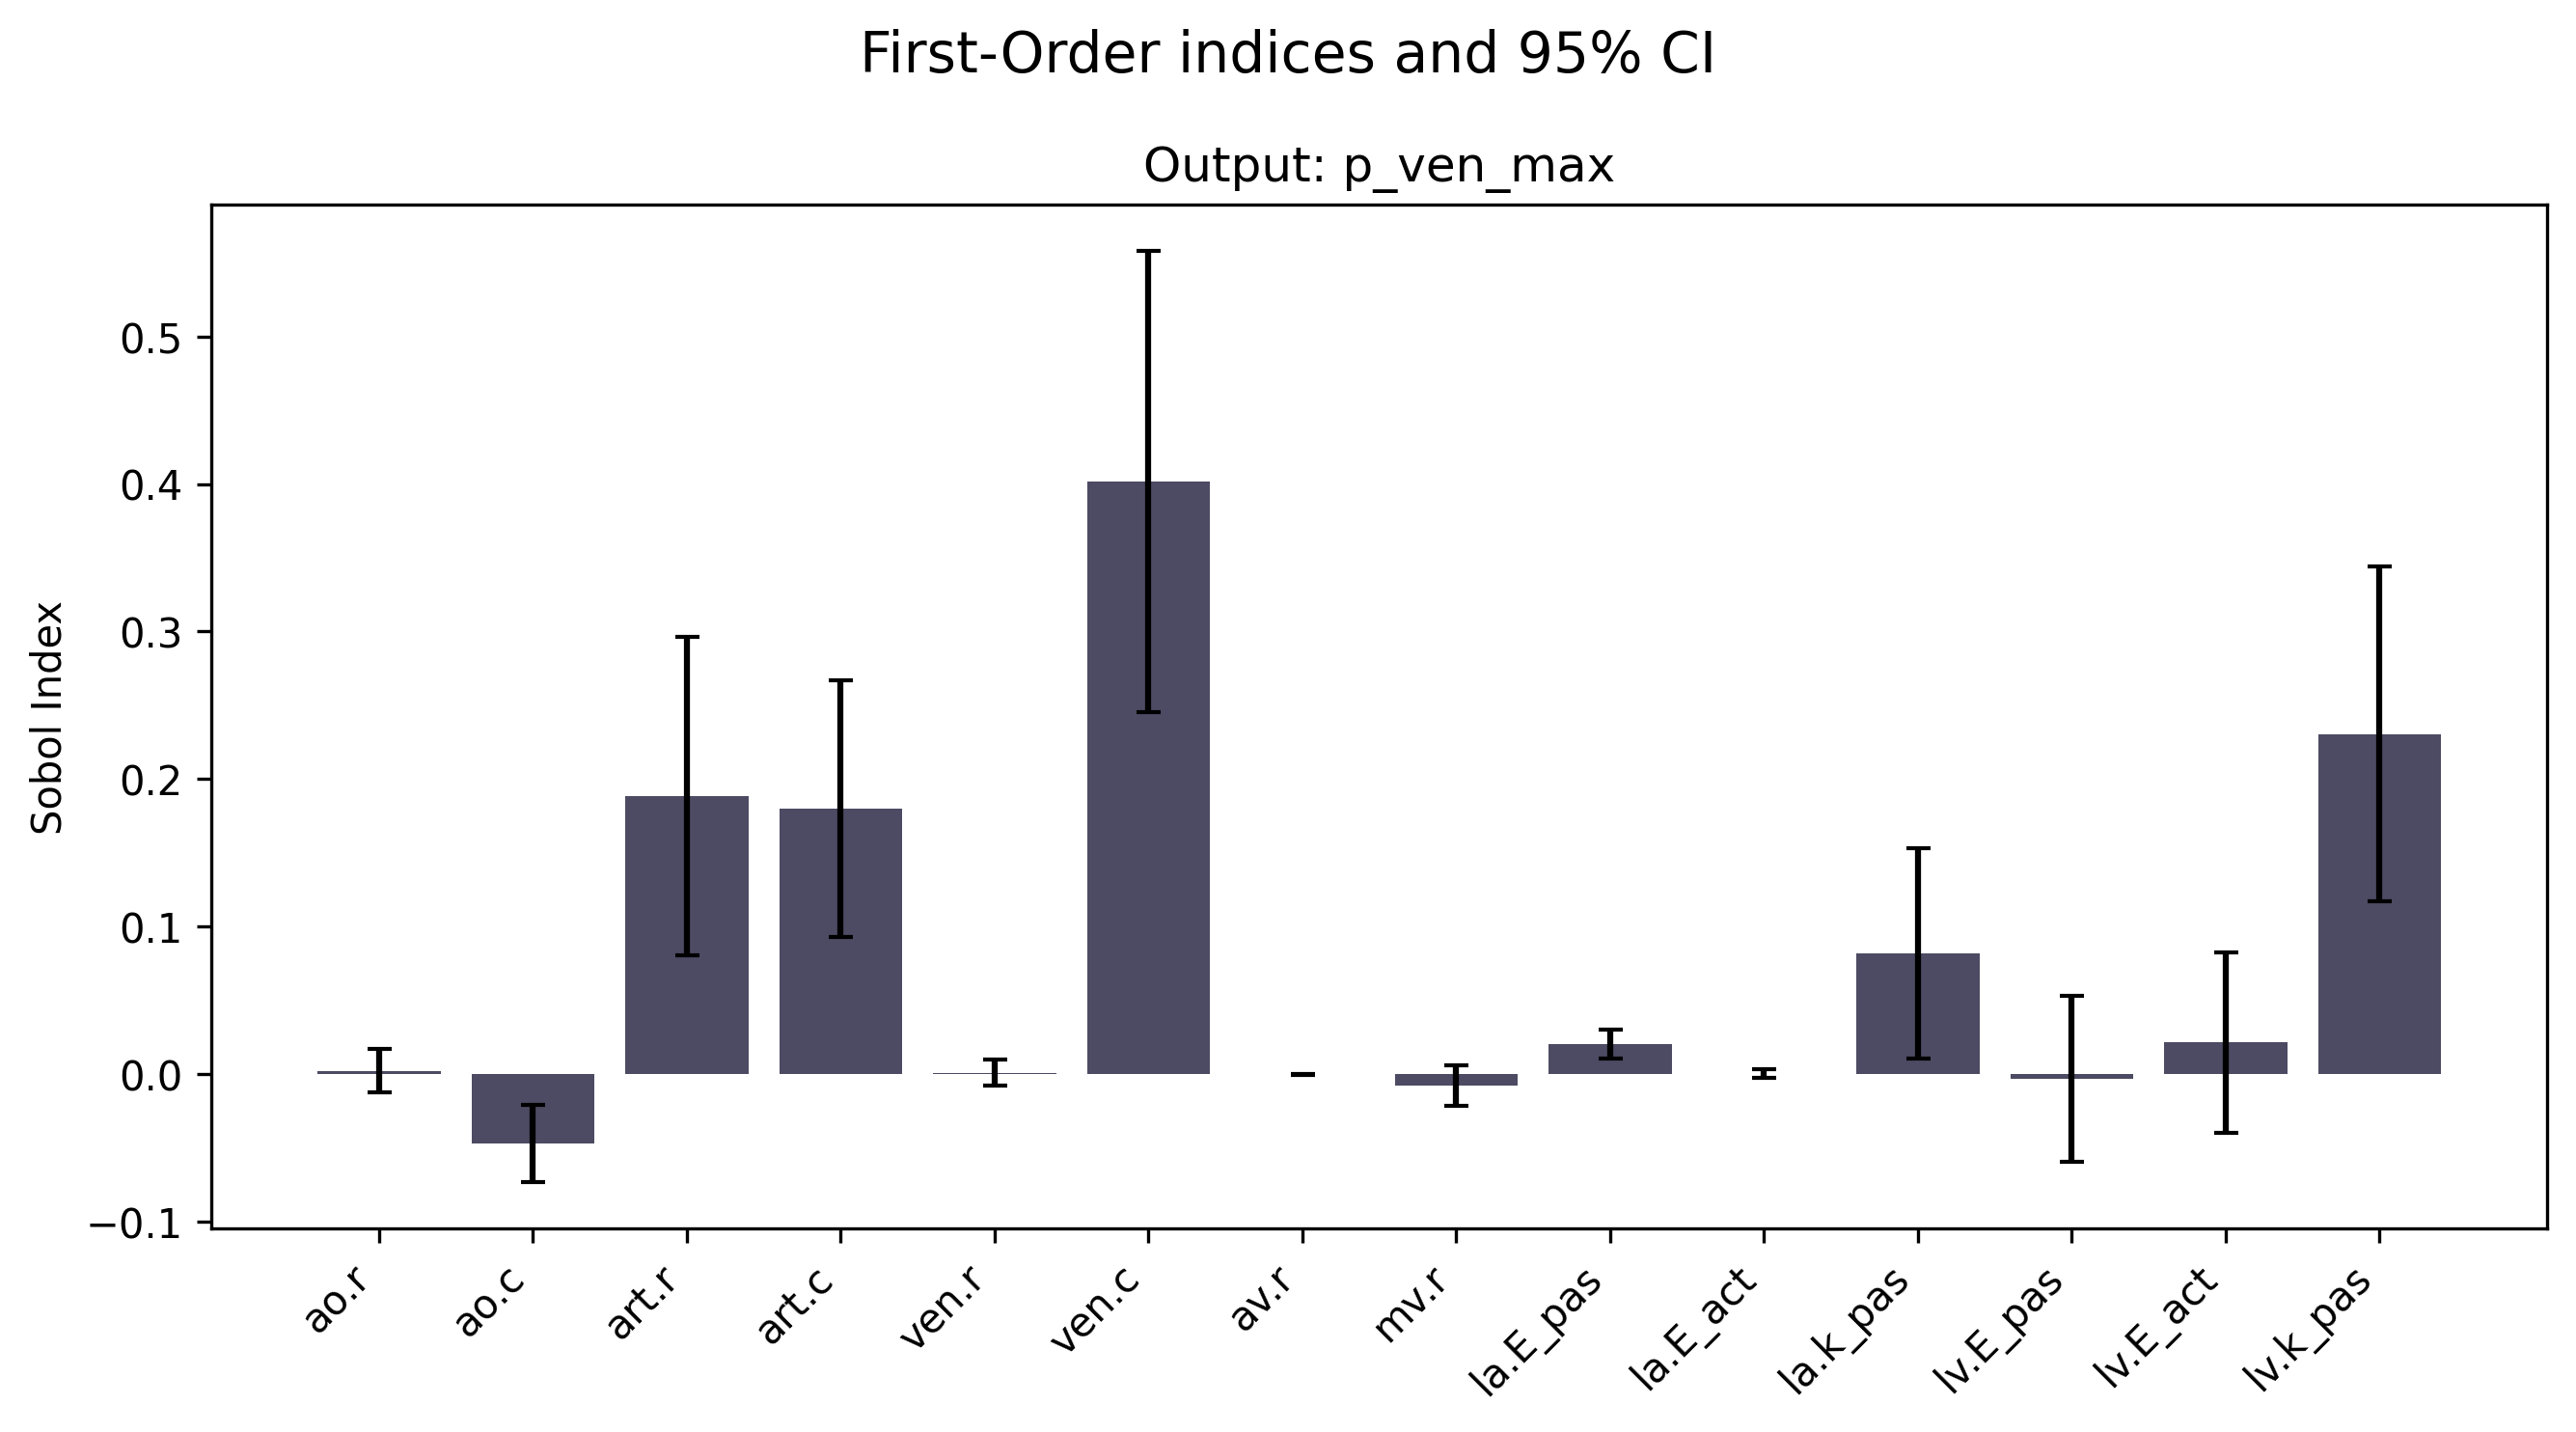 First-Order indices and 95% CI
Output: p_ven_max
Sobol Index
0.5
0.4
0.3
0.2
0.1
0.0
−0.1
ao.r
ao.c
art.r
art.c
ven.r
ven.c
av.r
mv.r
la.E_pas
la.E_act
la.k_pas
lv.E_pas
lv.E_act
lv.k_pas